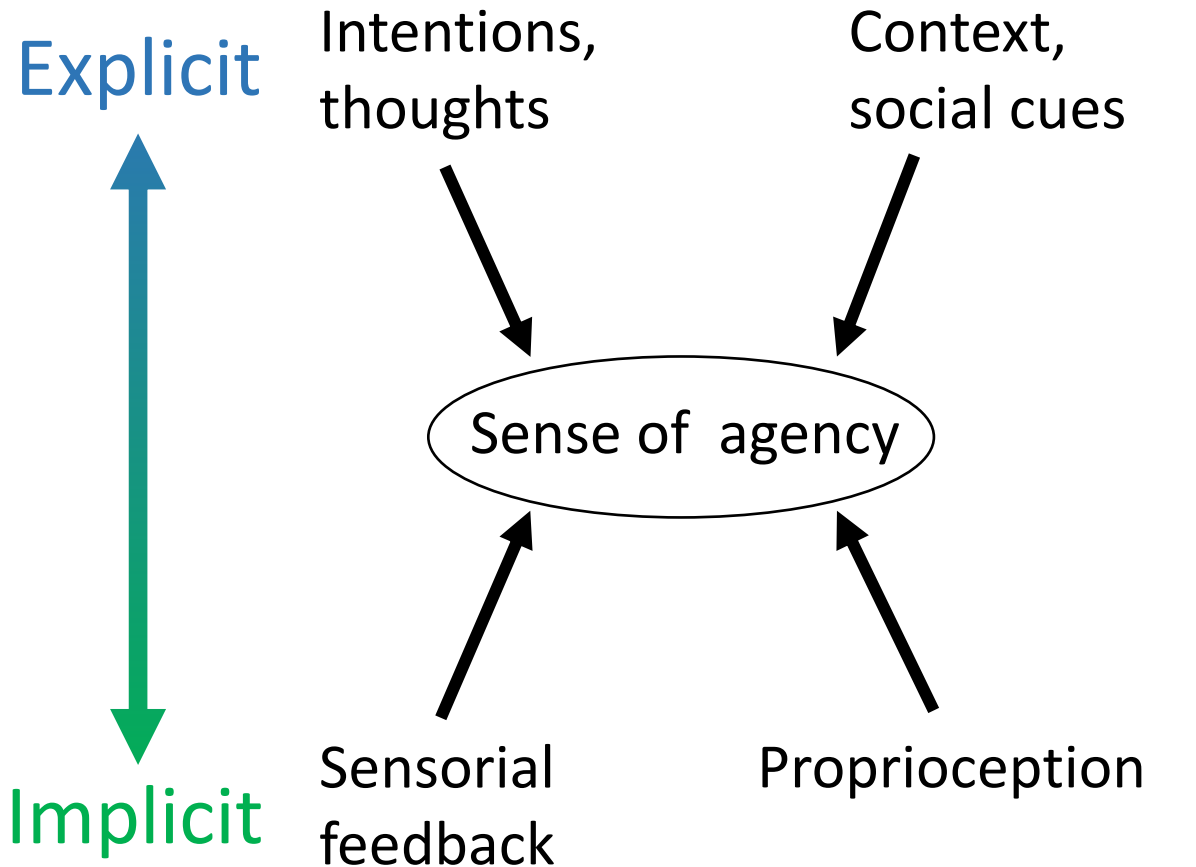 Explicit
Intentions,
thoughts
Context,
social cues
Sense of agency
Implicit
Sensorial
feedback
Proprioception